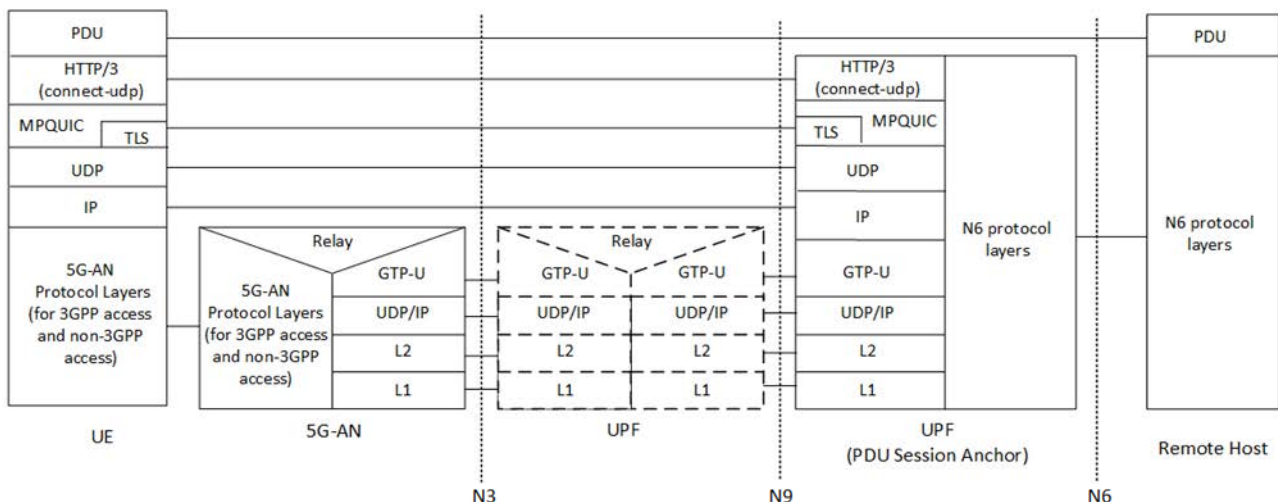 PDU
HTTP/3
(connect-udp)
MPQUIC
TLS
UDP
IP
5G-AN
Protocol Layers
(for 3GPP access
and non-3GPP
access)
UE
Relay
5G-AN
Protocol Layers
(for 3GPP access
and non-3GPP
access)
GTP-U
UDP/IP
L2
L1
5G-AN
N3
Relay
GTP-U
GTP-U
UDP/IP
UDP/IP
L2
L2
L1
L1
UPF
N9
HTTP/3
(connect-udp)
TLS
MPQUIC
UDP
IP
GTP-U
UDP/IP
L2
L1
N6 protocol
layers
UPF
(PDU Session Anchor)
N6
PDU
N6 protocol
layers
Remote Host